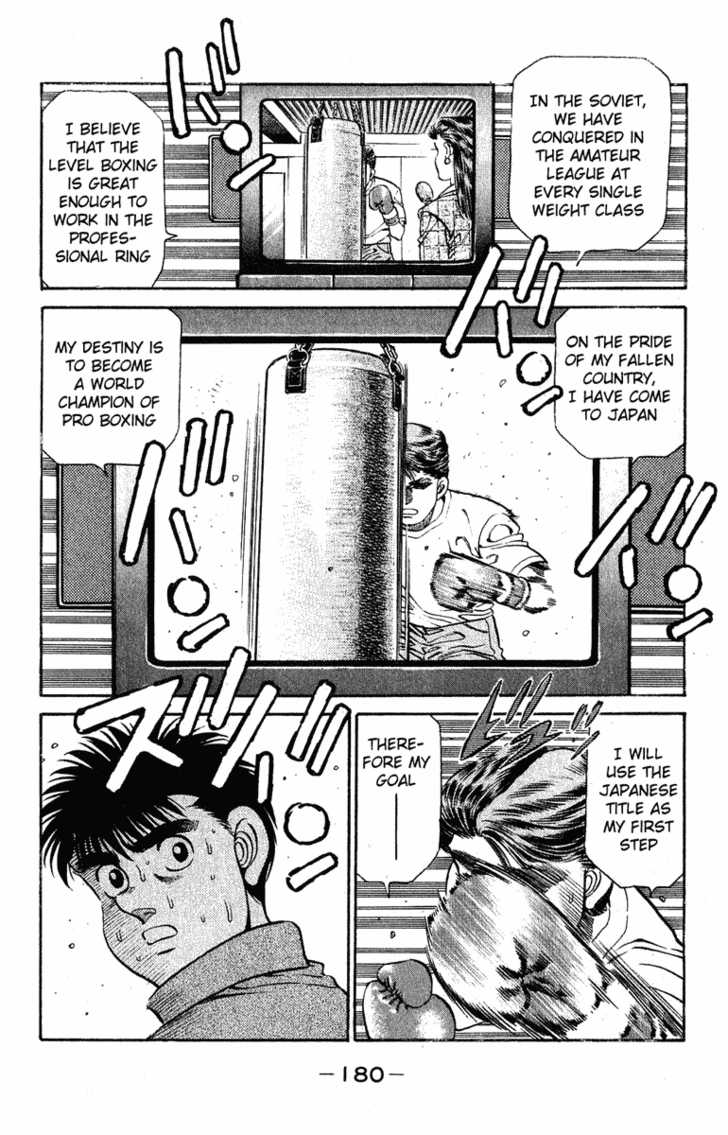 IN THE SOVIET,
WE HAVE
CONQUERED IN
THE AMATEUR
LEAGUE AT
EVERY SINGLE
WEIGHT CLASS
I BELIEVE
THAT THE
LEVEL BOXING
IS GREAT
ENOUGH TO
WORK IN THE
PROFES-
SIONAL RING
ON THE PRIDE
OF MY FALLEN
COUNTRY,
I HAVE COME
TO JAPAN
MY DESTINY IS
TO BECOME
A WORLD
CHAMPION OF
PRO BOXING
I WILL
USE THE
JAPANESE
TITLE AS
MY FIRST
STEP
THERE-
FORE MY
GOAL
—
ズ
-180-